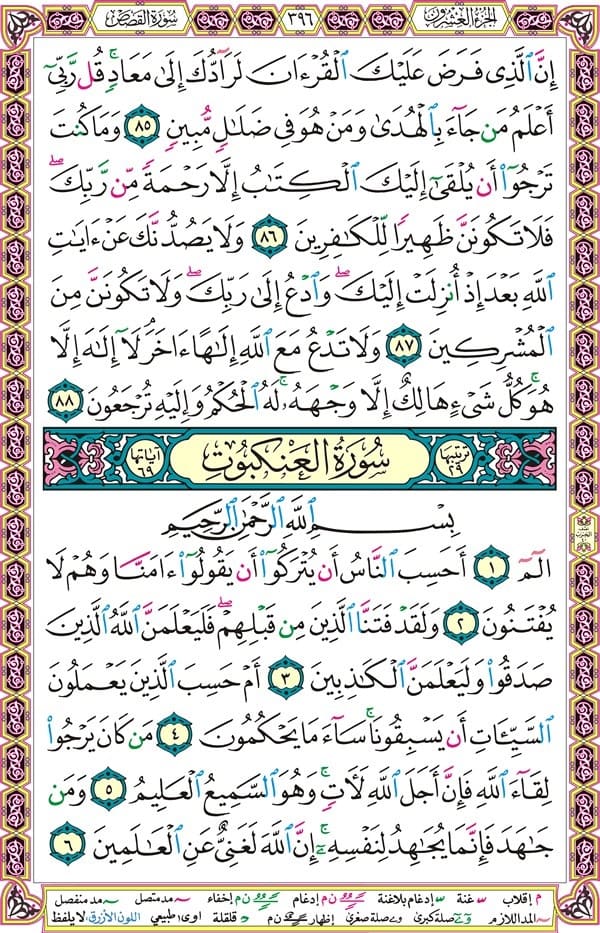 الجزء العشرون
٣٩٦
سورة القصص
إِنَّ ٱلَّذِى فَرَضَ عَلَيْكَ ٱلْقُرْءَانَ لَرَآدُّكَ إِلَىٰ مَعَادٍۢ ۚ قُل رَّبِّىٓ
أَعْلَمُ مَن جَآءَ بِٱلْهُدَىٰ وَمَنْ هُوَ فِى ضَلَـٰلٍۢ مُّبِينٍۢ ٨٥ وَمَا كُنتَ
تَرْجُوٓا۟ أَن يُلْقَىٰٓ إِلَيْكَ ٱلْكِتَـٰبُ إِلَّا رَحْمَةًۭ مِّن رَّبِّكَ ۖ
فَلَا تَكُونَنَّ ظَهِيرًۭا لِّلْكَـٰفِرِينَ ٨٦ وَلَا يَصُدُّنَّكَ عَنْ ءَايَـٰتِ
ٱللَّهِ بَعْدَ إِذْ أُنزِلَتْ إِلَيْكَ ۖ وَٱدْعُ إِلَىٰ رَبِّكَ ۖ وَلَا تَكُونَنَّ مِنَ
ٱلْمُشْرِكِينَ ٨٧ وَلَا تَدْعُ مَعَ ٱللَّهِ إِلَـٰهًا ءَاخَرَ ۘ لَآ إِلَـٰهَ إِلَّا
هُوَ ۚ كُلُّ شَىْءٍ هَالِكٌ إِلَّا وَجْهَهُۥ ۚ لَهُ ٱلْحُكْمُ وَإِلَيْهِ تُرْجَعُونَ ٨٨
ترتيبها ٢٩
سُورَةُ العَنكَبُوتِ
آياتها ٦٩
بِسْمِ ٱللَّهِ ٱلرَّحْمَـٰنِ ٱلرَّحِيمِ
الٓمٓ ١ أَحَسِبَ ٱلنَّاسُ أَن يُتْرَكُوٓا۟ أَن يَقُولُوٓا۟ ءَامَنَّا وَهُمْ لَا
يُفْتَنُونَ ٢ وَلَقَدْ فَتَنَّا ٱلَّذِينَ مِن قَبْلِهِمْ ۖ فَلَيَعْلَمَنَّ ٱللَّهُ ٱلَّذِينَ
صَدَقُوا۟ وَلَيَعْلَمَنَّ ٱلْكَـٰذِبِينَ ٣ أَمْ حَسِبَ ٱلَّذِينَ يَعْمَلُونَ
ٱلسَّيِّـَٔاتِ أَن يَسْبِقُونَا ۚ سَآءَ مَا يَحْكُمُونَ ٤ مَن كَانَ يَرْجُوا۟
لِقَآءَ ٱللَّهِ فَإِنَّ أَجَلَ ٱللَّهِ لَـَٔاتٍۢ ۚ وَهُوَ ٱلسَّمِيعُ ٱلْعَلِيمُ ٥ وَمَن
جَـٰهَدَ فَإِنَّمَا يُجَـٰهِدُ لِنَفْسِهِۦٓ ۚ إِنَّ ٱللَّهَ لَغَنِىٌّ عَنِ ٱلْعَـٰلَمِينَ ٦
م إقلاب غنة إدغام بلاغنة ن م إدغام إخفاء مد متصل مد منفصل
المد اللازم صلة كبرى صلة صغرى إظهار ن م قلقلة اوى، طبيعي اللون الأزرق، لا يلفظ